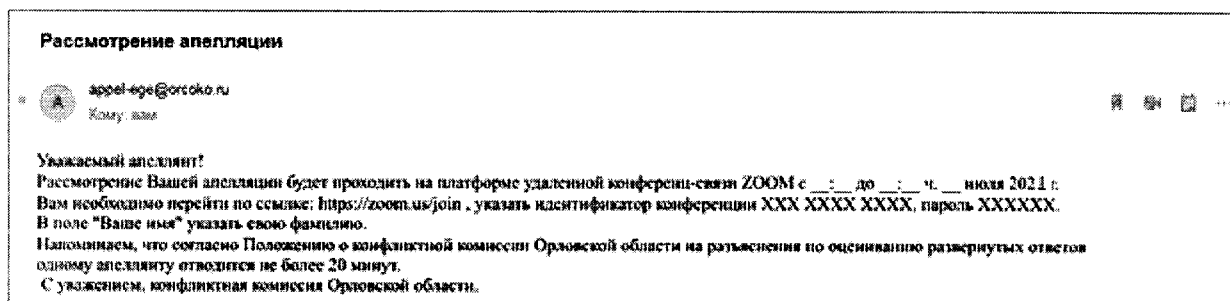 Рассмотрение апелляции
А
appel-ege@orcoko.ru
Кому: вам
Уважаемый апеллянт!
Рассмотрение Вашей апелляции будет проходить на платформе удаленной конференц-связи ZOOM с __:__ до __:__ ч. __ июля 2021 г.
Вам необходимо перейти по ссылке: https://zoom.us/join , указать идентификатор конференции XXX XXXX XXXX, пароль XXXXXX.
В поле "Ваше имя" указать свою фамилию.
Напоминаем, что согласно Положению о конфликтной комиссии Орловской области на разъяснения по оцениванию развернутых ответов
одному апеллянту отводится не более 20 минут.
С уважением, конфликтная комиссия Орловской области.